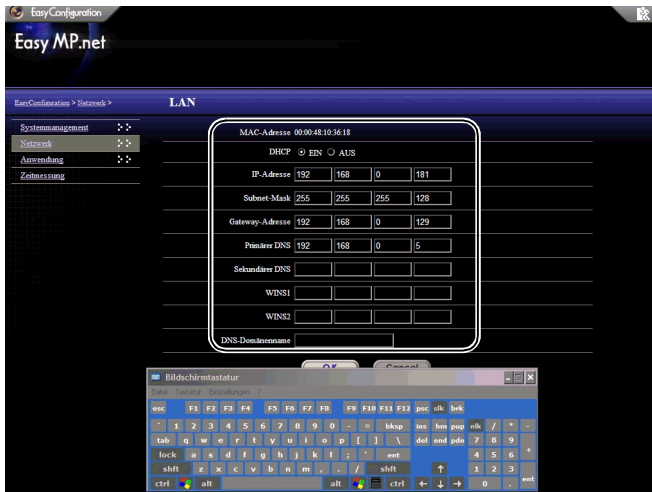 EasyConfiguration
Easy MP.net
EasyConfiguration > Netzwerk >
LAN
Systemmanagement
Netzwerk
Anwendung
Zeitmessung
MAC-Adresse 00:00:48:10:36:18
DHCP EIN AUS
IP-Adresse 192 168 0 181
Subnet-Mask 255 255 255 128
Gateway-Adresse 192 168 0 129
Primärer DNS 192 168 0 5
Sekundärer DNS
WINS1
WINS2
DNS-Domänenname
OK Cancel
Bildschirmtastatur
Datei Tastatur Einstellungen ?
esc F1 F2 F3 F4 F5 F6 F7 F8 F9 F10 F11 F12 psc slk brk
` 1 2 3 4 5 6 7 8 9 0 - = bksp ins hm pup nlk / * -
tab q w e r t y u i o p [ ] \ del end pdn 7 8 9
lock a s d f g h j k l ; ' ent 4 5 6 +
shft z x c v b n m , . / shft ↑ 1 2 3
ctrl alt alt ctrl ← ↓ → 0 . ent